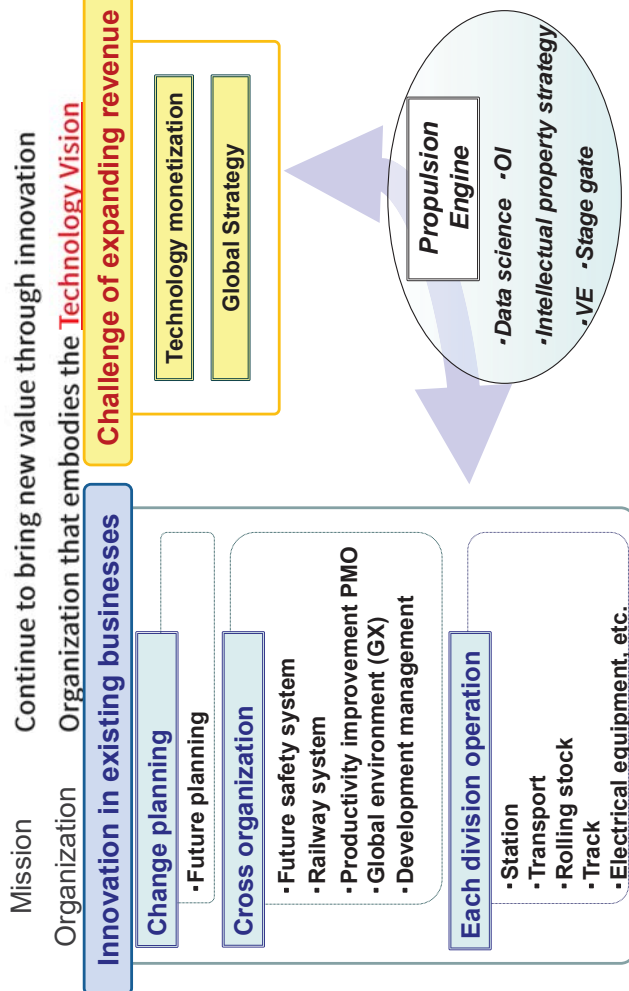 Mission
Continue to bring new value through innovation
Organization
Organization that embodies the Technology Vision
Innovation in existing businesses
Change planning
・Future planning
Cross organization
・Future safety system
・Railway system
・Productivity improvement PMO
・Global environment (GX)
・Development management
Each division operation
・Station
・Transport
・Rolling stock
・Track
・Electrical equipment, etc.
Challenge of expanding revenue
Technology monetization
Global Strategy
Propulsion
Engine
・Data science ・OI
・Intellectual property strategy
・VE ・Stage gate